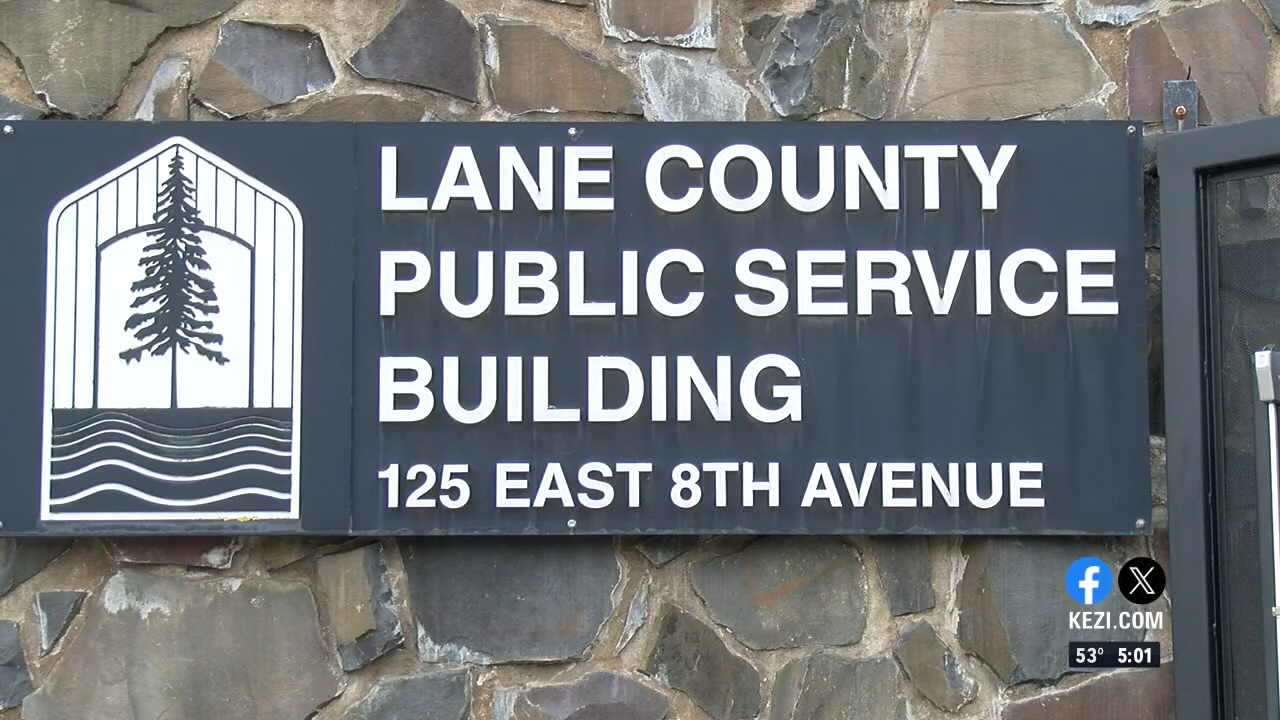 LANE COUNTY
PUBLIC SERVICE
BUILDING
125 EAST 8TH AVENUE
f X
KEZI.COM
53° 5:01